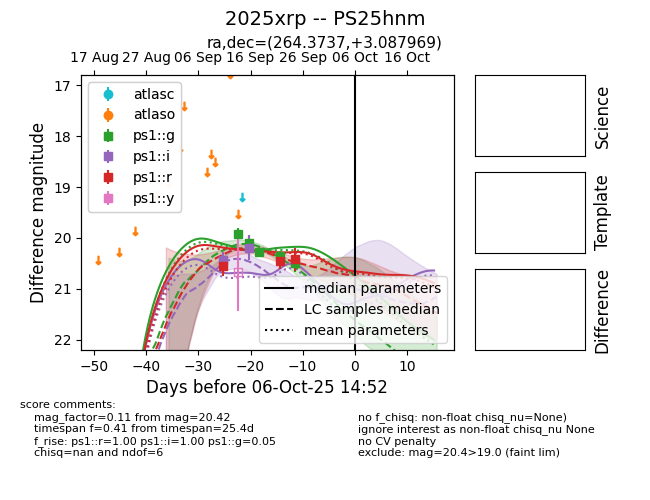 2025xrp -- PS25hnm
ra,dec=(264.3737,+3.087969)
17 Aug 27 Aug 06 Sep 16 Sep 26 Sep 06 Oct 16 Oct
Difference magnitude
17
18
19
20
21
22
atlasc
atlaso
ps1::g
ps1::i
ps1::r
ps1::y
median parameters
LC samples median
mean parameters
−50 −40 −30 −20 −10 0 10
Days before 06-Oct-25 14:52
Science
Template
Difference
score comments:
mag_factor=0.11 from mag=20.42
timespan f=0.41 from timespan=25.4d
f_rise: ps1::r=1.00 ps1::i=1.00 ps1::g=0.05
chisq=nan and ndof=6
no f_chisq: non-float chisq_nu=None)
ignore interest as non-float chisq_nu None
no CV penalty
exclude: mag=20.4>19.0 (faint lim)